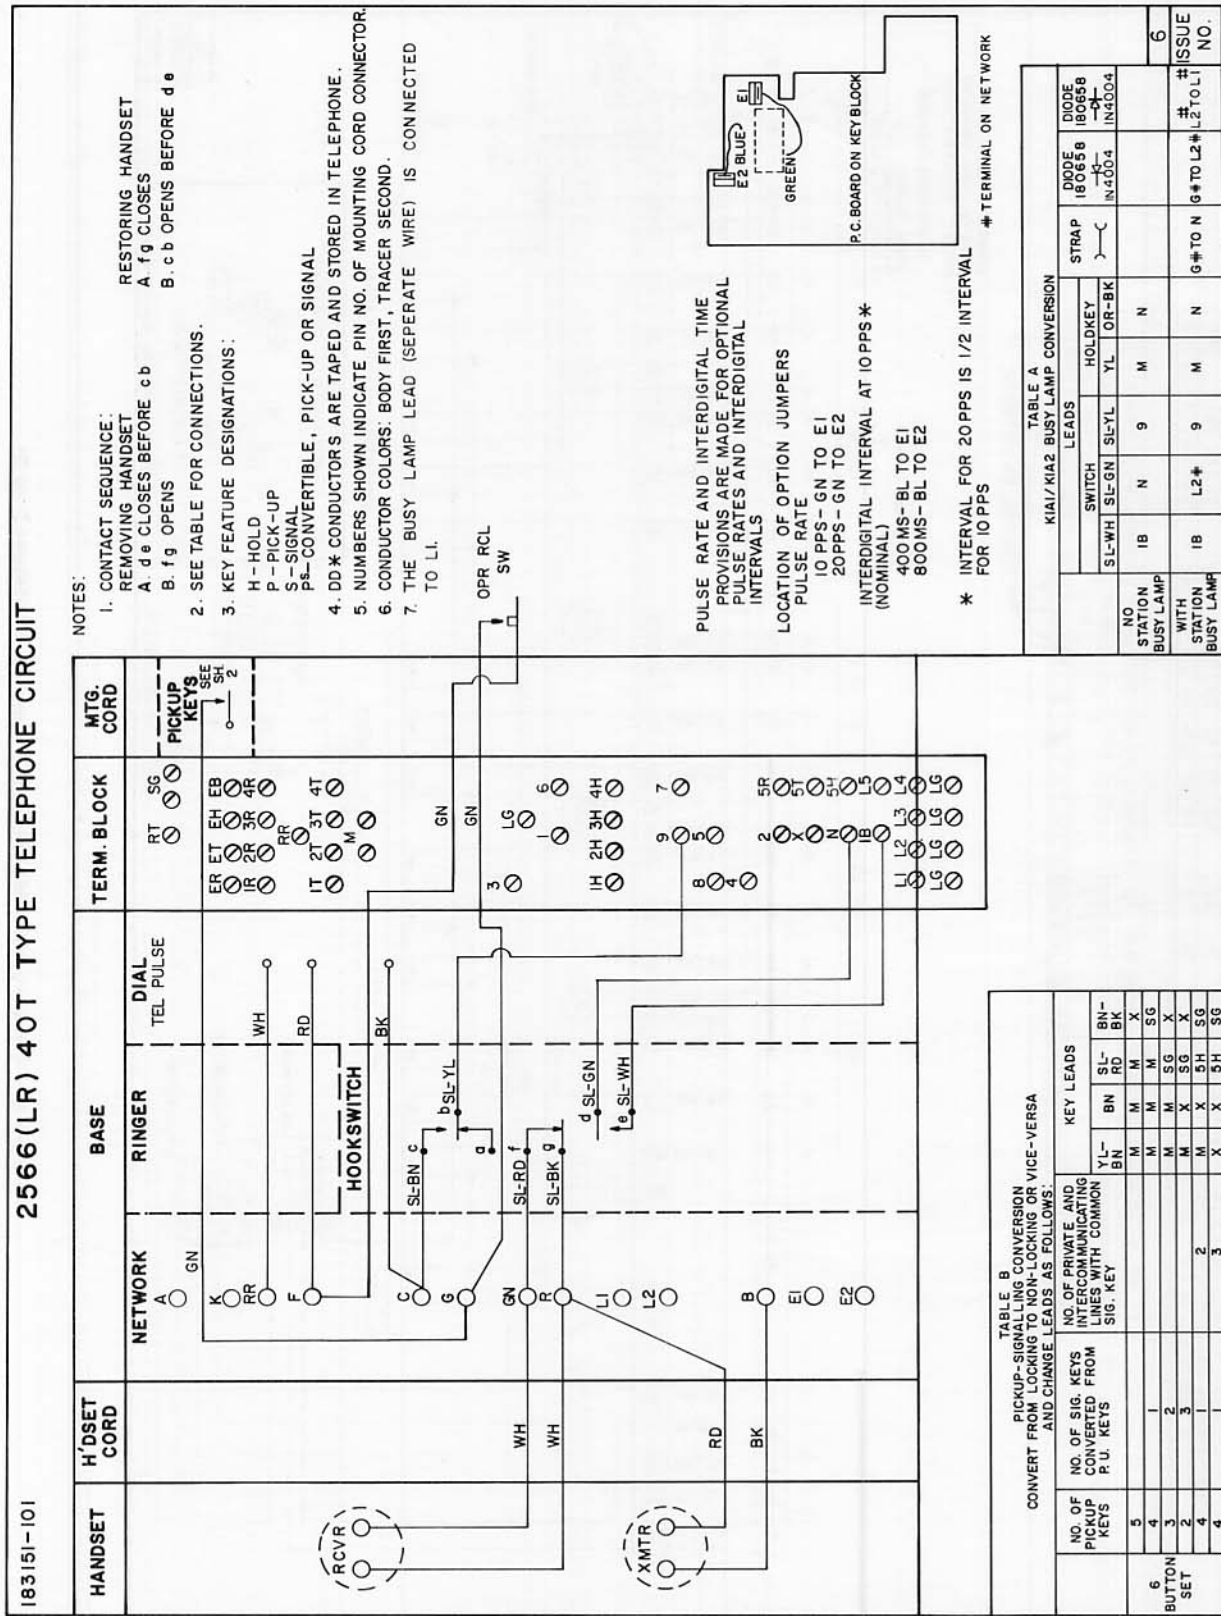 183151-101
2566(LR) 40T TYPE TELEPHONE CIRCUIT
HANDSET
H'DSET CORD
BASE
TERM. BLOCK
MTG. CORD
NETWORK
RINGER
DIAL
TEL PULSE
HOOKSWITCH
PICKUP KEYS
SEE SH. 2
RCVR
XMTR
WH
WH
RD
BK
A
GN
K
RR
F
C
G
GN
R
L1
L2
B
E1
E2
WH
RD
BK
SL-BN c
b SL-YL
a
SL-RD f
SL-BK g
d SL-GN
e SL-WH
RT SG
ER ET EH EB
1R 2R 3R 4R
RR
1T 2T 3T 4T
M
GN
GN
3 LG
1 6
1H 2H 3H 4H
9 7
8 5
4
2 5R
X 5T
N 5H
1B L5
L1 L2 L3 L4
LG LG LG LG
OPR RCL SW
NOTES:
1. CONTACT SEQUENCE:
REMOVING HANDSET
A. d e CLOSES BEFORE cb
B. f g OPENS
RESTORING HANDSET
A. f g CLOSES
B. c b OPENS BEFORE d e
2. SEE TABLE FOR CONNECTIONS.
3. KEY FEATURE DESIGNATIONS:
H - HOLD
P - PICK-UP
S - SIGNAL
PS - CONVERTIBLE, PICK-UP OR SIGNAL
4. DD * CONDUCTORS ARE TAPED AND STORED IN TELEPHONE.
5. NUMBERS SHOWN INDICATE PIN NO. OF MOUNTING CORD CONNECTOR.
6. CONDUCTOR COLORS: BODY FIRST, TRACER SECOND.
7. THE BUSY LAMP LEAD (SEPERATE WIRE) IS CONNECTED
TO L1.
PULSE RATE AND INTERDIGITAL TIME
PROVISIONS ARE MADE FOR OPTIONAL
PULSE RATES AND INTERDIGITAL
INTERVALS
LOCATION OF OPTION JUMPERS
PULSE RATE
10 PPS - GN TO E1
20PPS - GN TO E2
INTERDIGITAL INTERVAL AT 10 PPS *
(NOMINAL)
400 MS - BL TO E1
800MS - BL TO E2
* INTERVAL FOR 20 PPS IS 1/2 INTERVAL
FOR 10 PPS
E2 BLUE
E1
GREEN
P.C. BOARD ON KEY BLOCK
# TERMINAL ON NETWORK
TABLE A
K1A1/K1A2 BUSY LAMP CONVERSION
LEADS
SWITCH HOLDKEY STRAP DIODE 180658 IN4004 DIODE 180658 IN4004
SL-WH SL-GN SL-YL YL OR-BK
NO STATION BUSY LAMP 1B N 9 M N
WITH STATION BUSY LAMP 1B L2# 9 M N G# TO N G# TO L2# L2# TO L1#
6
ISSUE NO.
TABLE B
PICKUP-SIGNALLING CONVERSION
CONVERT FROM LOCKING TO NON-LOCKING OR VICE-VERSA
AND CHANGE LEADS AS FOLLOWS:
NO. OF PICKUP KEYS
NO. OF SIG. KEYS CONVERTED FROM P. U. KEYS
NO. OF PRIVATE AND INTERCOMMUNICATING LINES WITH COMMON SIG. KEY
KEY LEADS
YL-BN BN SL-RD BN-BK
6 BUTTON SET
5 M M M X
4 1 M M M SG
3 2 M M SG X
2 3 M X SG X
4 1 2 M X 5H SG
4 1 3 X X 5H SG